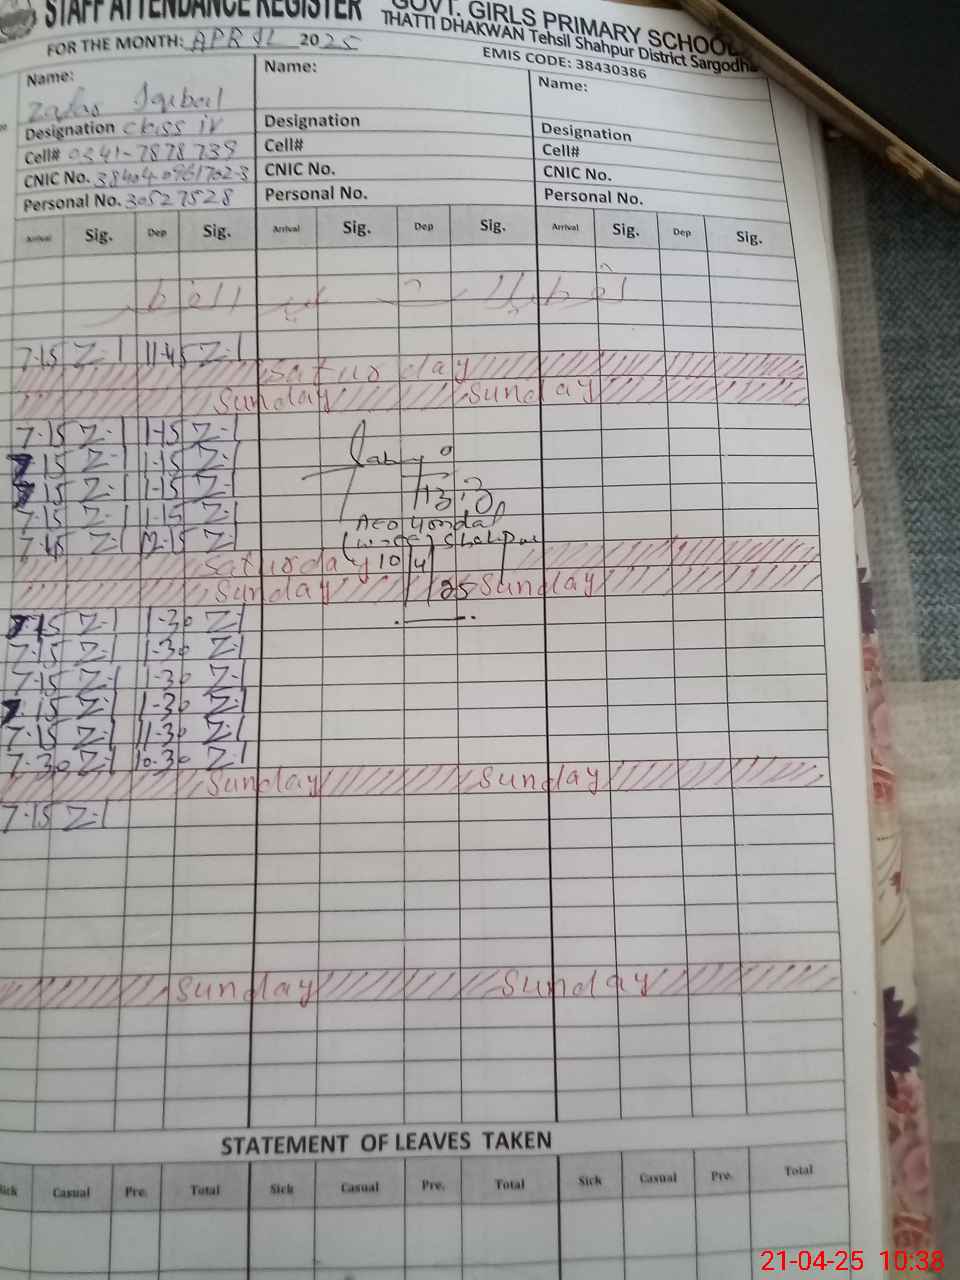 STAFF ATTENDANCE REGISTER
GOVT. GIRLS PRIMARY SCHOOL
THATTI DHAKWAN Tehsil Shahpur District Sargodha
FOR THE MONTH: APRIL 2025
EMIS CODE: 38430386
Name: Name: Name:
Zafar Iqbal
Designation class iv Designation Designation
Cell# 0341-7878739 Cell# Cell#
CNIC No. 38404-0961702-3 CNIC No. CNIC No.
Personal No. 30527528 Personal No. Personal No.
Arrival Sig. Dep Sig. Arrival Sig. Dep Sig. Arrival Sig. Dep Sig.
7-15 Z.I 11-45 Z.I
Saturday
Sunday Sunday
7-15 Z.I 1-15 Z.I
7-15 Z.I 1-15 Z.I
7-15 Z.I 1-15 Z.I
7-15 Z.I 1-15 Z.I
7-15 Z.I 12-15 Z.I
AEO
Saturday 10/4
Sunday /25 Sunday
7-15 Z.I 1-30 Z.I
7-15 Z.I 1-30 Z.I
7-15 Z.I 1-30 Z.I
7-15 Z.I 1-30 Z.I
7-15 Z.I 11-30 Z.I
7-30 Z.I 10-30 Z.I
Sunday Sunday
7-15 Z.I
Sunday Sunday
STATEMENT OF LEAVES TAKEN
Sick Casual Pre. Total Sick Casual Pre. Total Sick Casual Pre. Total
21-04-25 10:38